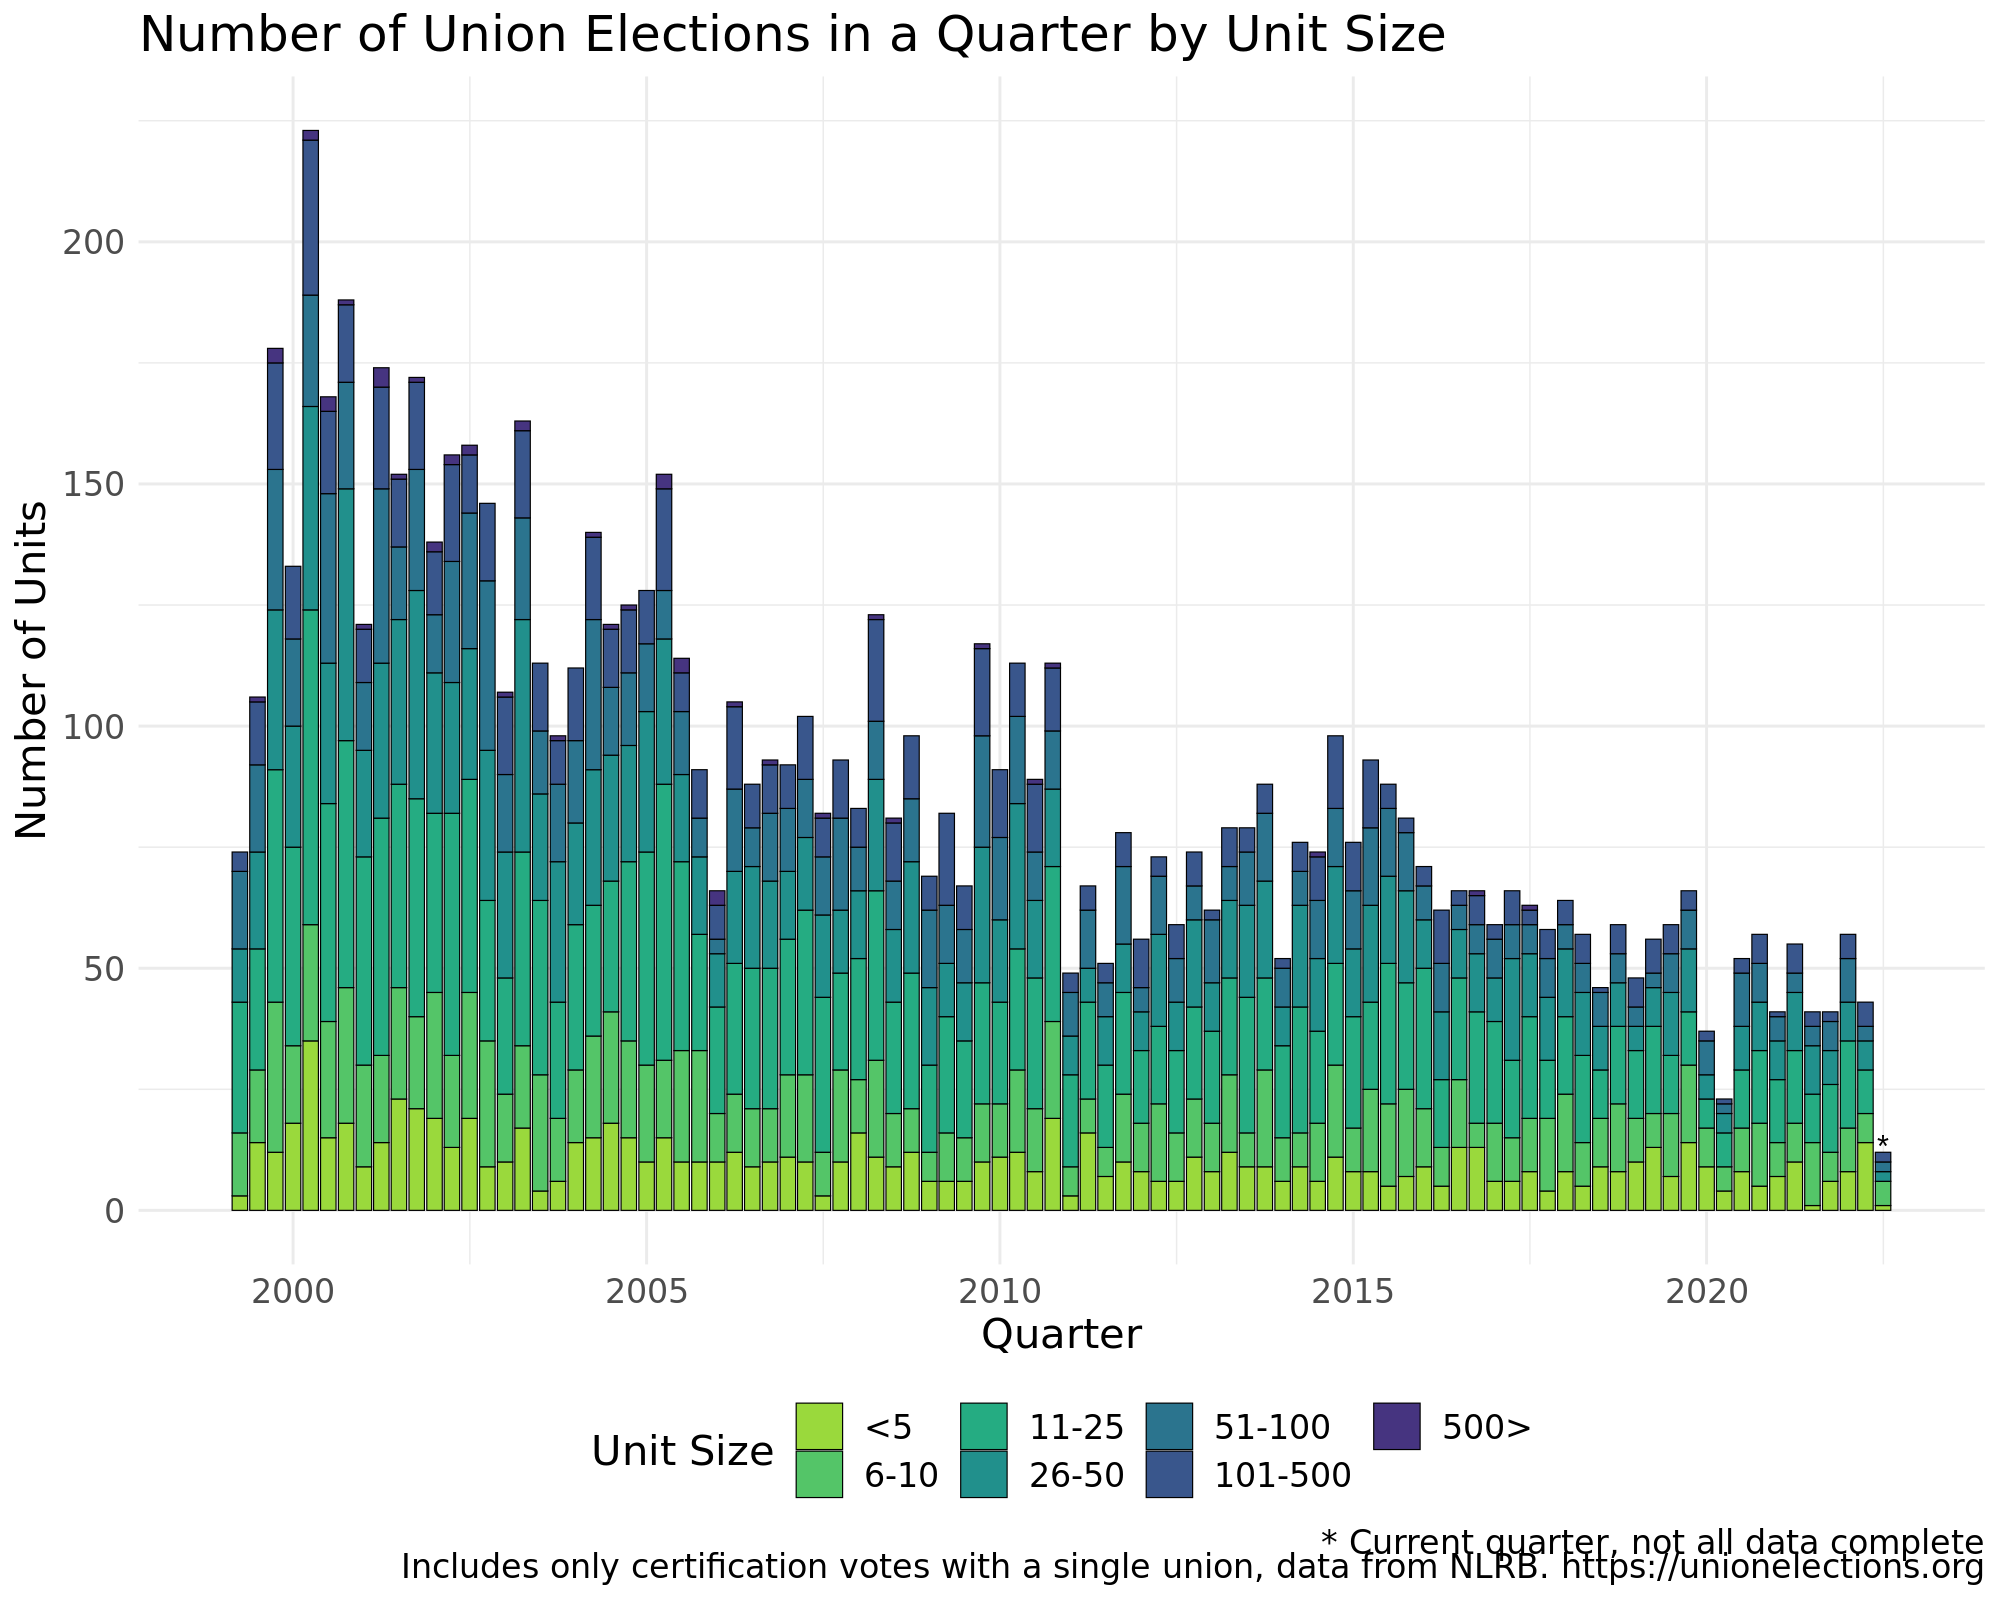 Number of Union Elections in a Quarter by Unit Size
Number of Units
200
150
100
50
0
*
2000 2005 2010 2015 2020
Quarter
Unit Size
<5 11-25 51-100 500>
6-10 26-50 101-500
* Current quarter, not all data complete
Includes only certification votes with a single union, data from NLRB. https://unionelections.org